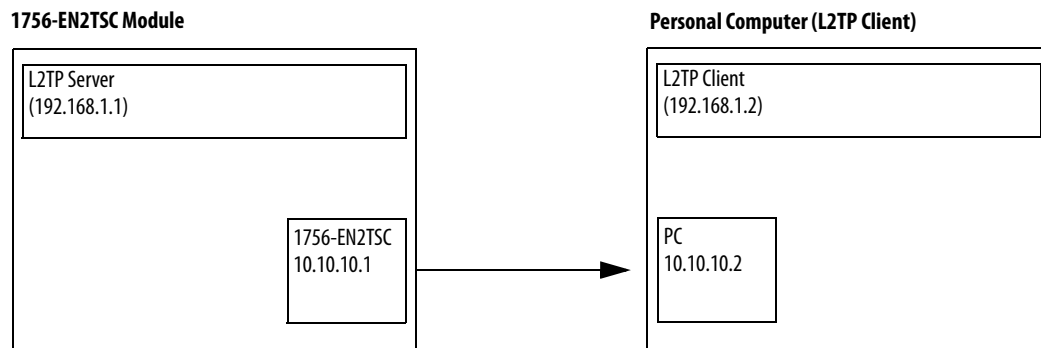 1756-EN2TSC Module
Personal Computer (L2TP Client)
L2TP Server
(192.168.1.1)
L2TP Client
(192.168.1.2)
1756-EN2TSC
10.10.10.1
PC
10.10.10.2